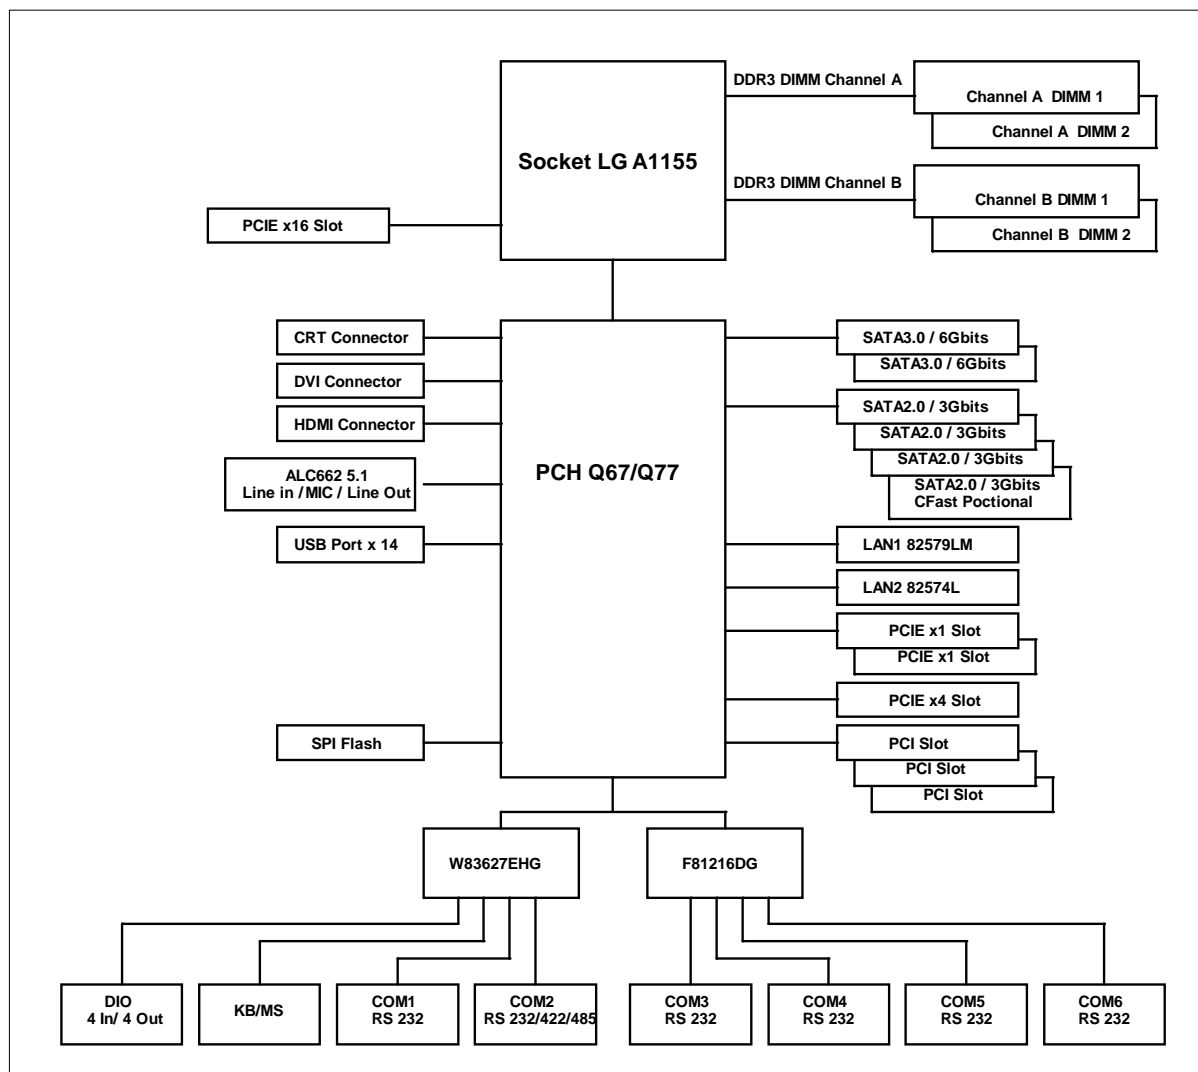 DDR3 DIMM Channel A
Channel A DIMM 1
Channel A DIMM 2
Socket LG A1155
DDR3 DIMM Channel B
Channel B DIMM 1
Channel B DIMM 2
PCIE x16 Slot
CRT Connector
DVI Connector
HDMI Connector
ALC662 5.1
Line in /MIC / Line Out
USB Port x 14
SPI Flash
PCH Q67/Q77
SATA3.0 / 6Gbits
SATA3.0 / 6Gbits
SATA2.0 / 3Gbits
SATA2.0 / 3Gbits
SATA2.0 / 3Gbits
SATA2.0 / 3Gbits
CFast Poctional
LAN1 82579LM
LAN2 82574L
PCIE x1 Slot
PCIE x1 Slot
PCIE x4 Slot
PCI Slot
PCI Slot
PCI Slot
W83627EHG
F81216DG
DIO
4 In/ 4 Out
KB/MS
COM1
RS 232
COM2
RS 232/422/485
COM3
RS 232
COM4
RS 232
COM5
RS 232
COM6
RS 232